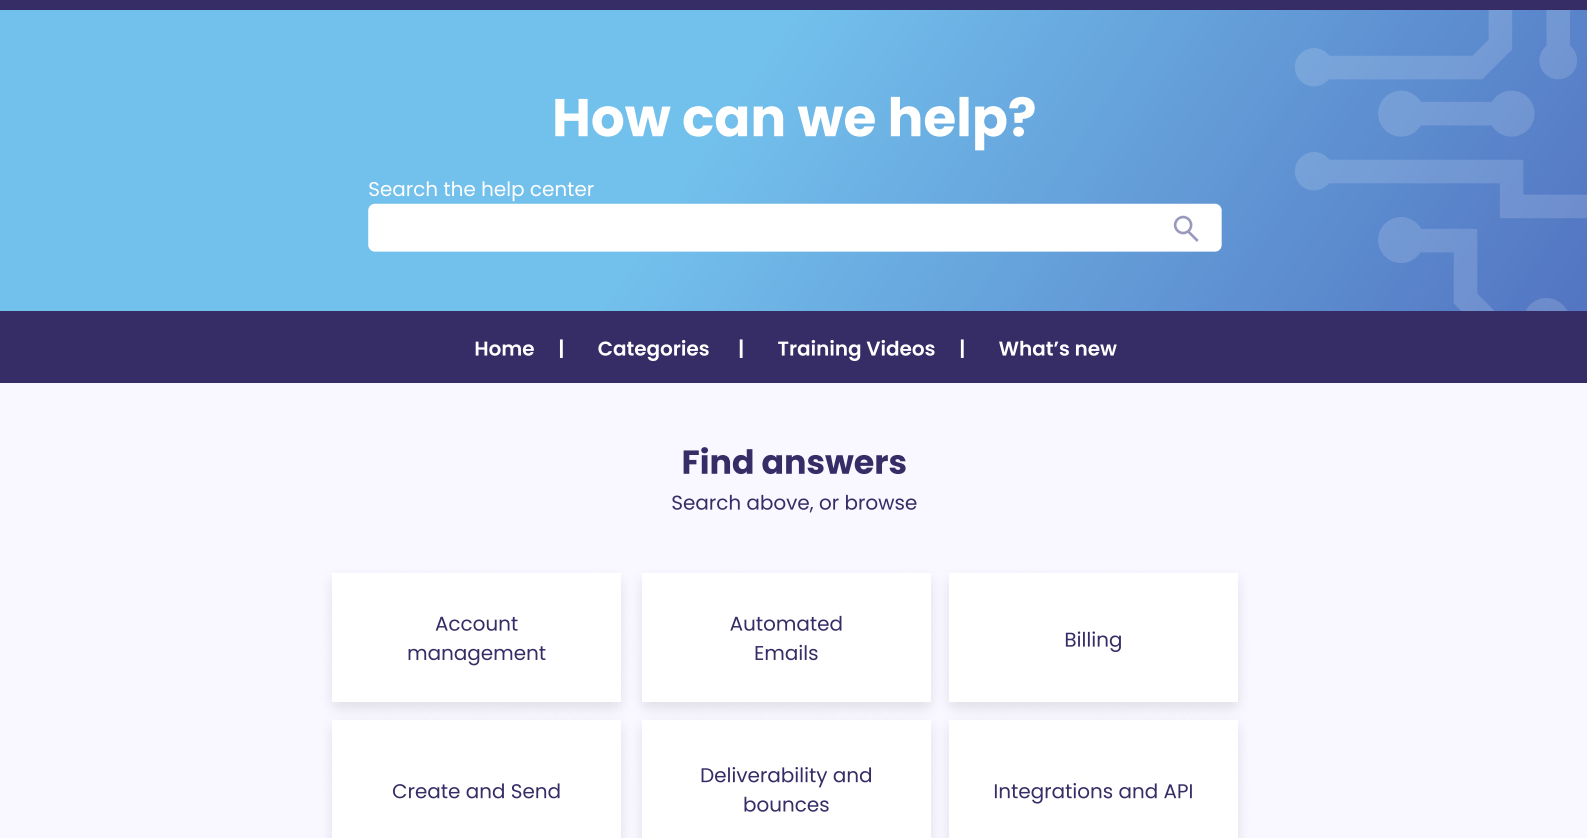 How can we help?
Search the help center
Home | Categories | Training Videos | What’s new
Find answers
Search above, or browse
Account
management
Automated
Emails
Billing
Create and Send
Deliverability and
bounces
Integrations and API